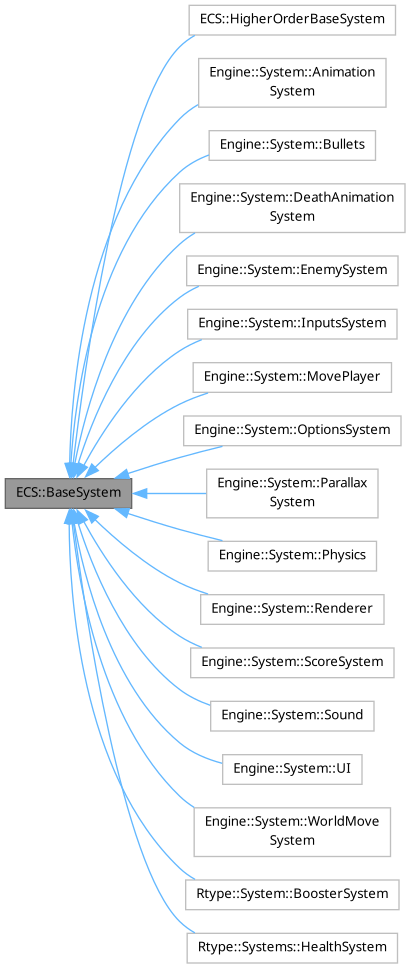 ECS::HigherOrderBaseSystem
Engine::System::Animation
System
Engine::System::Bullets
Engine::System::DeathAnimation
System
Engine::System::EnemySystem
Engine::System::InputsSystem
Engine::System::MovePlayer
Engine::System::OptionsSystem
ECS::BaseSystem
Engine::System::Parallax
System
Engine::System::Physics
Engine::System::Renderer
Engine::System::ScoreSystem
Engine::System::Sound
Engine::System::UI
Engine::System::WorldMove
System
Rtype::System::BoosterSystem
Rtype::Systems::HealthSystem